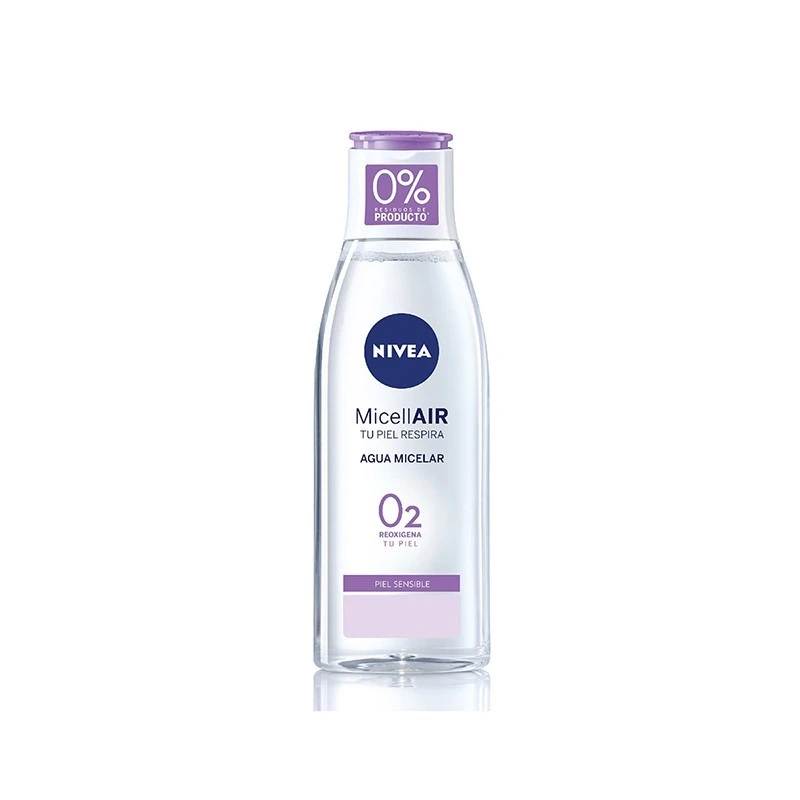 0%
RESIDUOS DE
PRODUCTO*
NIVEA
MicellAIR
TU PIEL RESPIRA
AGUA MICELAR
O2
REOXIGENA
TU PIEL
PIEL SENSIBLE